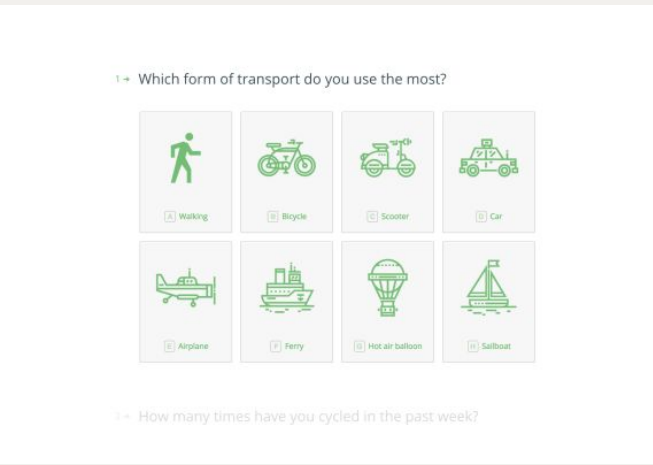 1 → Which form of transport do you use the most?
A Walking
B Bicycle
C Scooter
D Car
E Airplane
F Ferry
G Hot air balloon
H Sailboat
2 → How many times have you cycled in the past week?